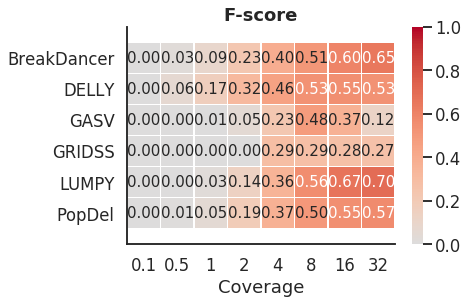 F-score
BreakDancer 0.00 0.03 0.09 0.23 0.40 0.51 0.60 0.65
DELLY 0.00 0.06 0.17 0.32 0.46 0.53 0.55 0.53
GASV 0.00 0.00 0.01 0.05 0.23 0.48 0.37 0.12
GRIDSS 0.00 0.00 0.00 0.00 0.29 0.29 0.28 0.27
LUMPY 0.00 0.00 0.03 0.14 0.36 0.56 0.67 0.70
PopDel 0.00 0.01 0.05 0.19 0.37 0.50 0.55 0.57
0.1 0.5 1 2 4 8 16 32
Coverage
1.0
0.8
0.6
0.4
0.2
0.0